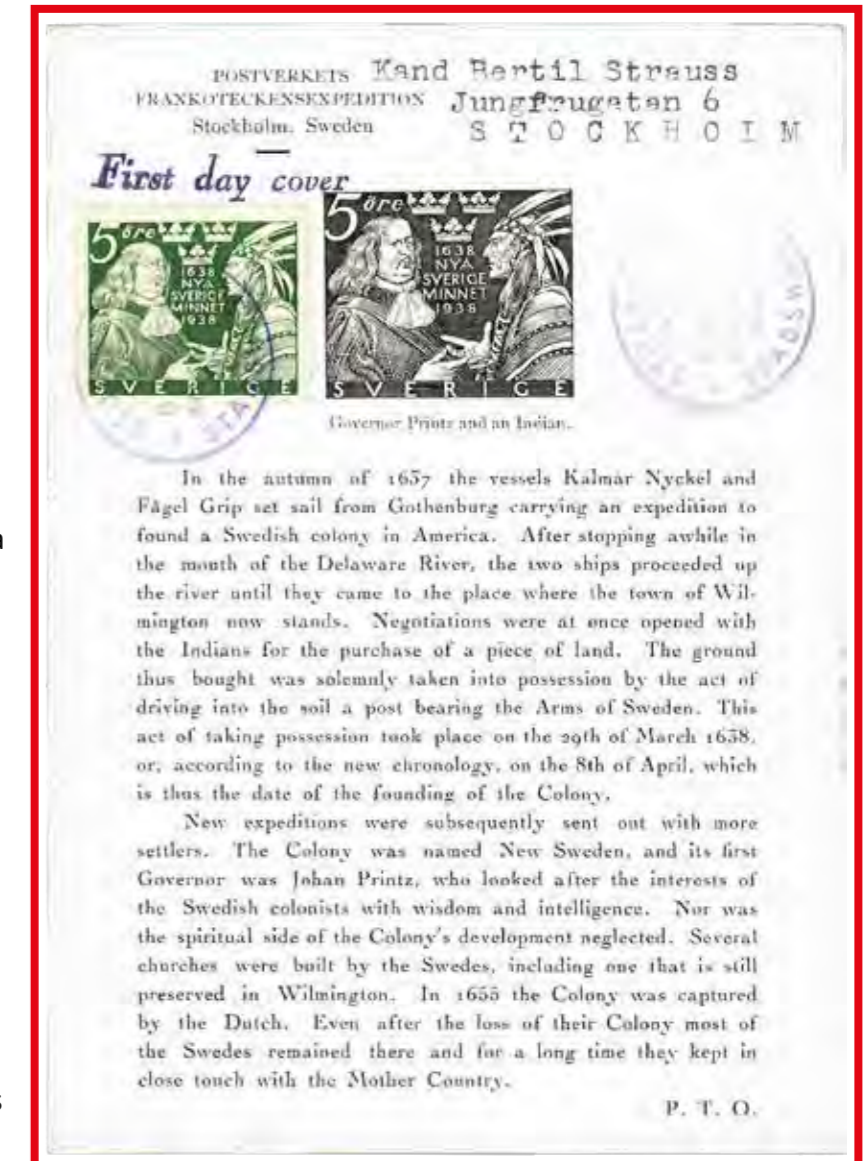 POSTVERKETS
FRANKOTECKENSEXPEDITION
Stockholm, Sweden
Kand Bertil Strauss
Jungfrugatan 6
STOCKHOLM
First day cover
5 öre
1638
NYA
SVERIGE
MINNET
1938
SVERIGE
5 öre
1638
NYA
SVERIGE
MINNET
1938
SVERIGE
Governor Printz and an Indian.
In the autumn of 1637 the vessels Kalmar Nyckel and
Fågel Grip set sail from Gothenburg carrying an expedition to
found a Swedish colony in America. After stopping awhile in
the mouth of the Delaware River, the two ships proceeded up
the river until they came to the place where the town of Wil-
mington now stands. Negotiations were at once opened with
the Indians for the purchase of a piece of land. The ground
thus bought was solemnly taken into possession by the act of
driving into the soil a post bearing the Arms of Sweden. This
act of taking possession took place on the 29th of March 1638,
or, according to the new chronology, on the 8th of April, which
is thus the date of the founding of the Colony.
New expeditions were subsequently sent out with more
settlers. The Colony was named New Sweden, and its first
Governor was Johan Printz, who looked after the interests of
the Swedish colonists with wisdom and intelligence. Nor was
the spiritual side of the Colony's development neglected. Several
churches were built by the Swedes, including one that is still
preserved in Wilmington. In 1655 the Colony was captured
by the Dutch. Even after the loss of their Colony most of
the Swedes remained there and for a long time they kept in
close touch with the Mother Country.
P. T. O.